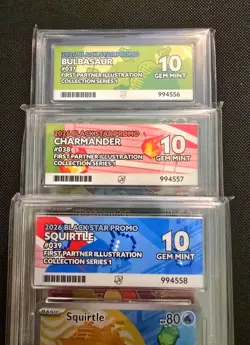 2026 BLACK STAR PROMO
BULBASAUR
#037
FIRST PARTNER ILLUSTRATION
COLLECTION SERIES 1
10
GEM MINT
994556
2026 BLACK STAR PROMO
CHARMANDER
#038
FIRST PARTNER ILLUSTRATION
COLLECTION SERIES 1
10
GEM MINT
994557
2026 BLACK STAR PROMO
SQUIRTLE
#039
FIRST PARTNER ILLUSTRATION
COLLECTION SERIES 1
10
GEM MINT
994558
BASIC Squirtle HP 80